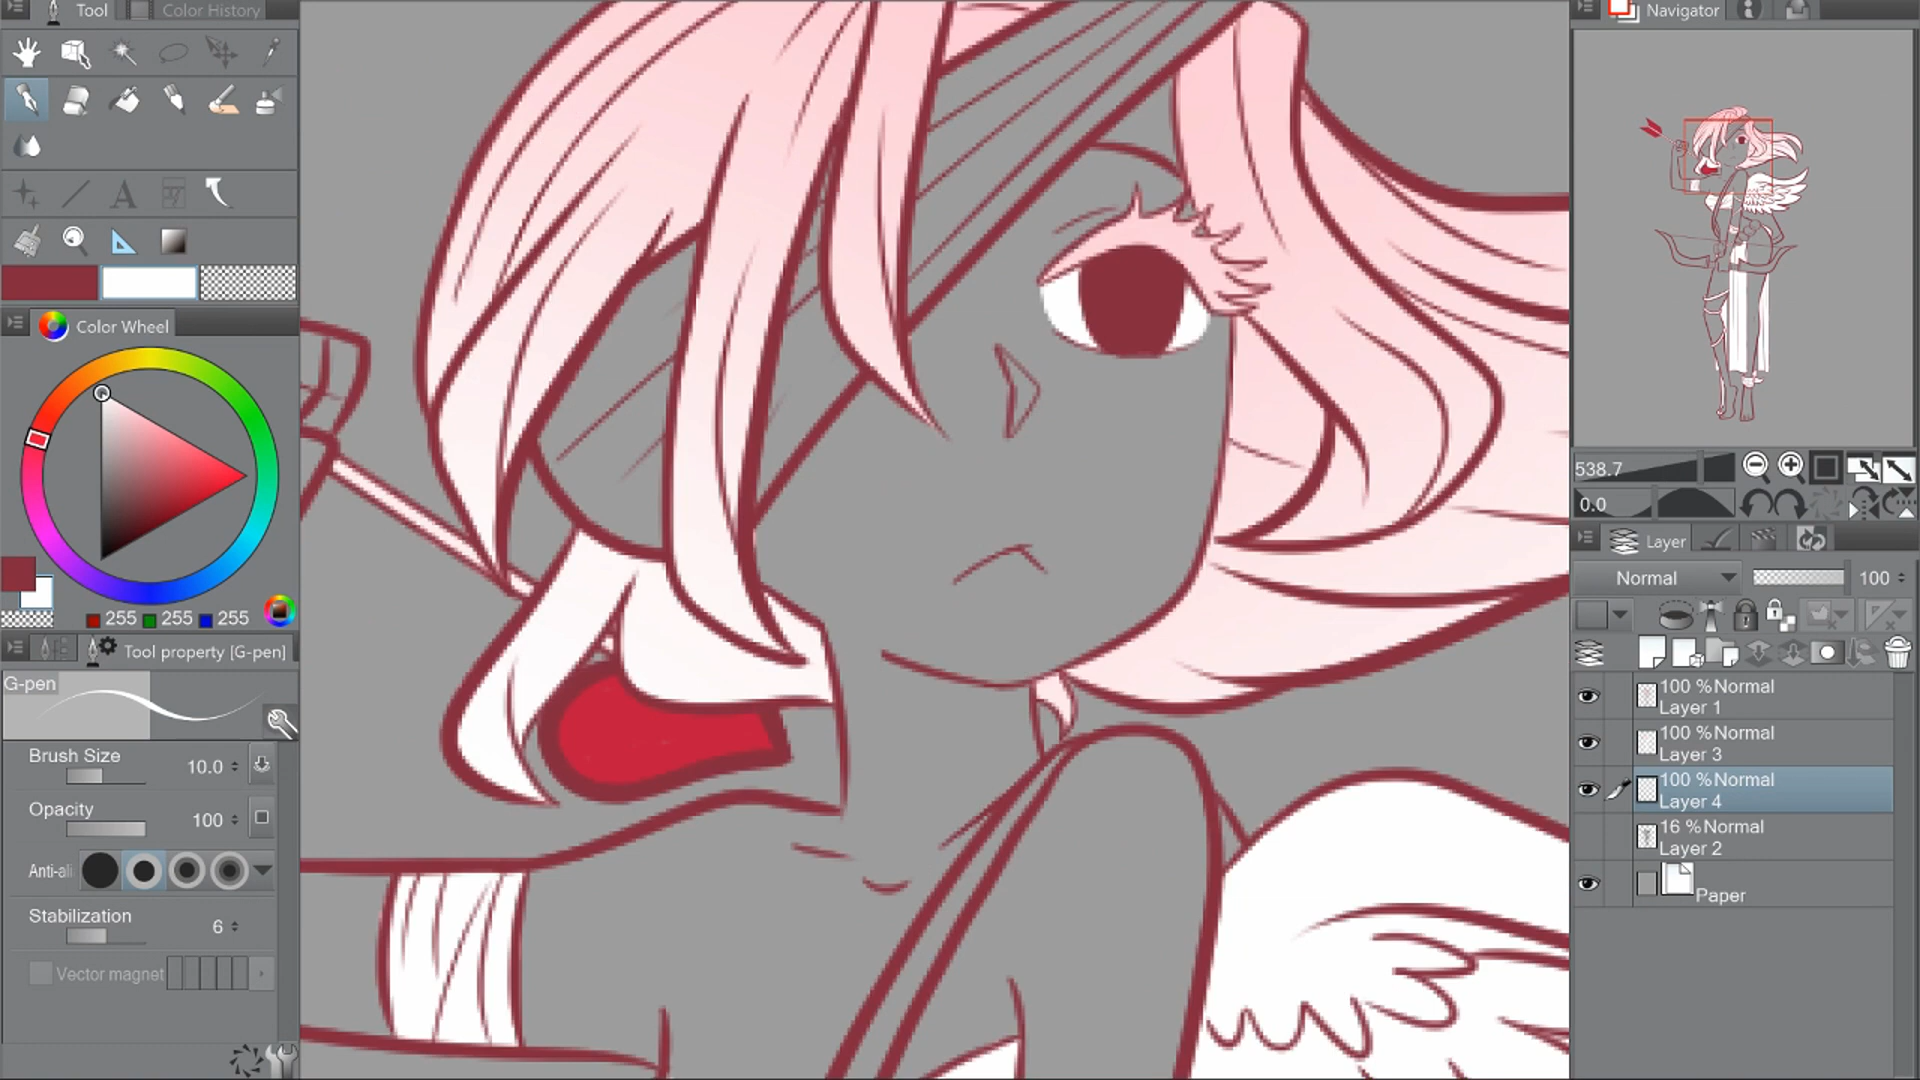 Tool
Color History
Color Wheel
255
255
255
Tool property [G-pen]
G-pen
Brush Size
10.0
Opacity
100
Anti-ali
Stabilization
6
Vector magnet
Navigator
538.7
0.0
Layer
Normal
100
100 %Normal
Layer 1
100 %Normal
Layer 3
100 %Normal
Layer 4
16 %Normal
Layer 2
Paper